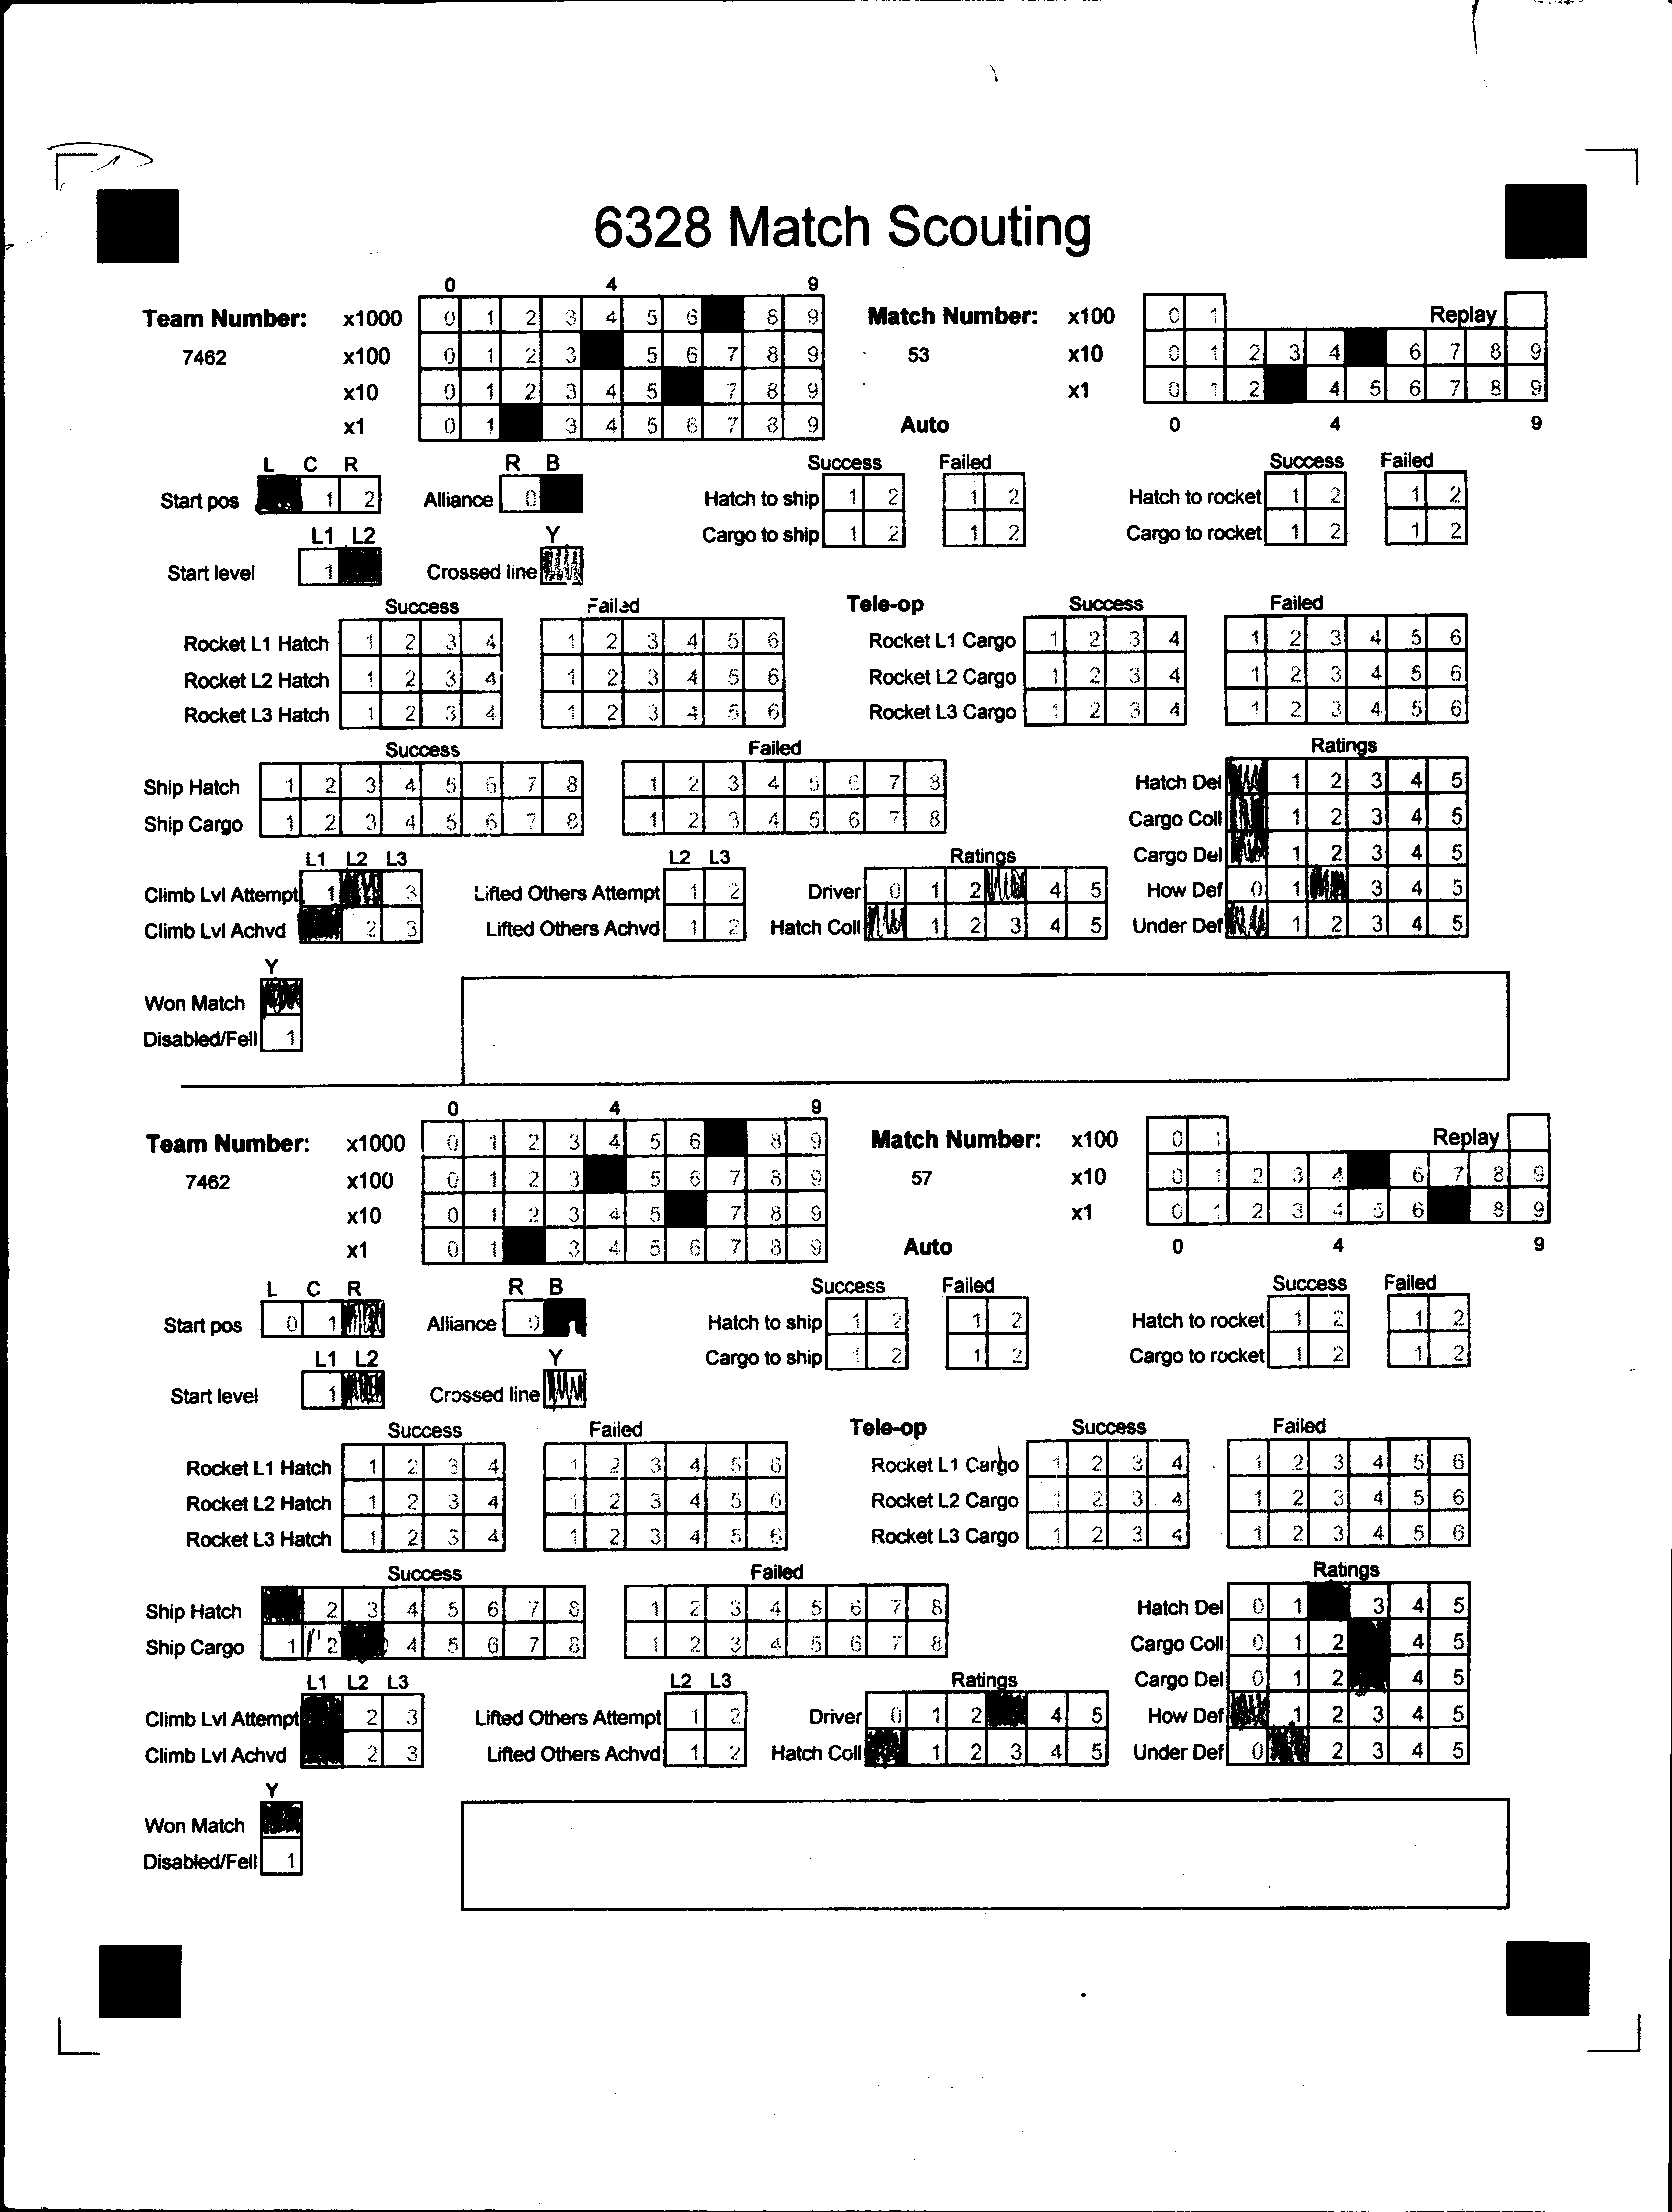 6328 Match Scouting
0 4 9
Team Number: x1000 0 1 2 3 4 5 6 8 9 Match Number: x100 0 1 Replay
7462 x100 0 1 2 3 5 6 7 8 9 53 x10 0 1 2 3 4 6 7 8 9
x10 0 1 2 3 4 5 7 8 9 x1 0 1 2 4 5 6 7 8 9
x1 0 1 3 4 5 6 7 8 9 Auto 0 4 9
L C R R B Success Failed Success Failed
Start pos 1 2 Alliance 0 Hatch to ship 1 2 1 2 Hatch to rocket 1 2 1 2
L1 L2 Y Cargo to ship 1 2 1 2 Cargo to rocket 1 2 1 2
Start level 1 Crossed line
Success Failed Tele-op Success Failed
Rocket L1 Hatch 1 2 3 4 1 2 3 4 5 6 Rocket L1 Cargo 1 2 3 4 1 2 3 4 5 6
Rocket L2 Hatch 1 2 3 4 1 2 3 4 5 6 Rocket L2 Cargo 1 2 3 4 1 2 3 4 5 6
Rocket L3 Hatch 1 2 3 4 1 2 3 4 5 6 Rocket L3 Cargo 1 2 3 4 1 2 3 4 5 6
Success Failed Ratings
Ship Hatch 1 2 3 4 5 6 7 8 1 2 3 4 5 6 7 8 Hatch Del 1 2 3 4 5
Ship Cargo 1 2 3 4 5 6 7 8 1 2 3 4 5 6 7 8 Cargo Coll 1 2 3 4 5
L1 L2 L3 L2 L3 Ratings Cargo Del 1 2 3 4 5
Climb Lvl Attempt 1 3 Lifted Others Attempt 1 2 Driver 0 1 2 4 5 How Def 0 1 3 4 5
Climb Lvl Achvd 2 3 Lifted Others Achvd 1 2 Hatch Coll 1 2 3 4 5 Under Def 1 2 3 4 5
Y
Won Match
Disabled/Fell 1
0 4 9
Team Number: x1000 0 1 2 3 4 5 6 8 9 Match Number: x100 0 1 Replay
7462 x100 0 1 2 3 5 6 7 8 9 57 x10 0 1 2 3 4 6 7 8 9
x10 0 1 2 3 4 5 7 8 9 x1 0 1 2 3 4 5 6 8 9
x1 0 1 3 4 5 6 7 8 9 Auto 0 4 9
L C R R B Success Failed Success Failed
Start pos 0 1 Alliance 0 Hatch to ship 1 2 1 2 Hatch to rocket 1 2 1 2
L1 L2 Y Cargo to ship 1 2 1 2 Cargo to rocket 1 2 1 2
Start level 1 Crossed line
Success Failed Tele-op Success Failed
Rocket L1 Hatch 1 2 3 4 1 2 3 4 5 6 Rocket L1 Cargo 1 2 3 4 1 2 3 4 5 6
Rocket L2 Hatch 1 2 3 4 1 2 3 4 5 6 Rocket L2 Cargo 1 2 3 4 1 2 3 4 5 6
Rocket L3 Hatch 1 2 3 4 1 2 3 4 5 6 Rocket L3 Cargo 1 2 3 4 1 2 3 4 5 6
Success Failed Ratings
Ship Hatch 2 3 4 5 6 7 8 1 2 3 4 5 6 7 8 Hatch Del 0 1 3 4 5
Ship Cargo 1 2 4 5 6 7 8 1 2 3 4 5 6 7 8 Cargo Coll 0 1 2 4 5
L1 L2 L3 L2 L3 Ratings Cargo Del 0 1 2 4 5
Climb Lvl Attempt 2 3 Lifted Others Attempt 1 2 Driver 0 1 2 4 5 How Def 1 2 3 4 5
Climb Lvl Achvd 2 3 Lifted Others Achvd 1 2 Hatch Coll 1 2 3 4 5 Under Def 0 2 3 4 5
Y
Won Match
Disabled/Fell 1